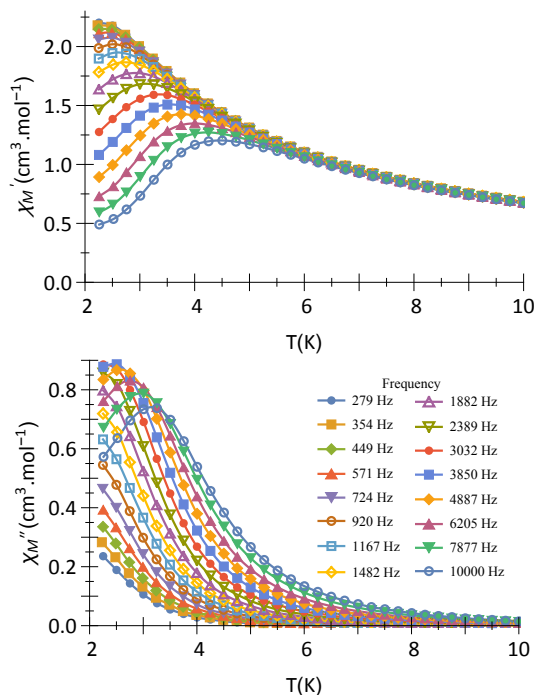 χM′(cm³.mol⁻¹)
2.0
1.5
1.0
0.5
0.0
2 4 6 8 10
T(K)
χM″(cm³.mol⁻¹)
0.8
0.6
0.4
0.2
0.0
Frequency
279 Hz 1882 Hz
354 Hz 2389 Hz
449 Hz 3032 Hz
571 Hz 3850 Hz
724 Hz 4887 Hz
920 Hz 6205 Hz
1167 Hz 7877 Hz
1482 Hz 10000 Hz
2 4 6 8 10
T(K)